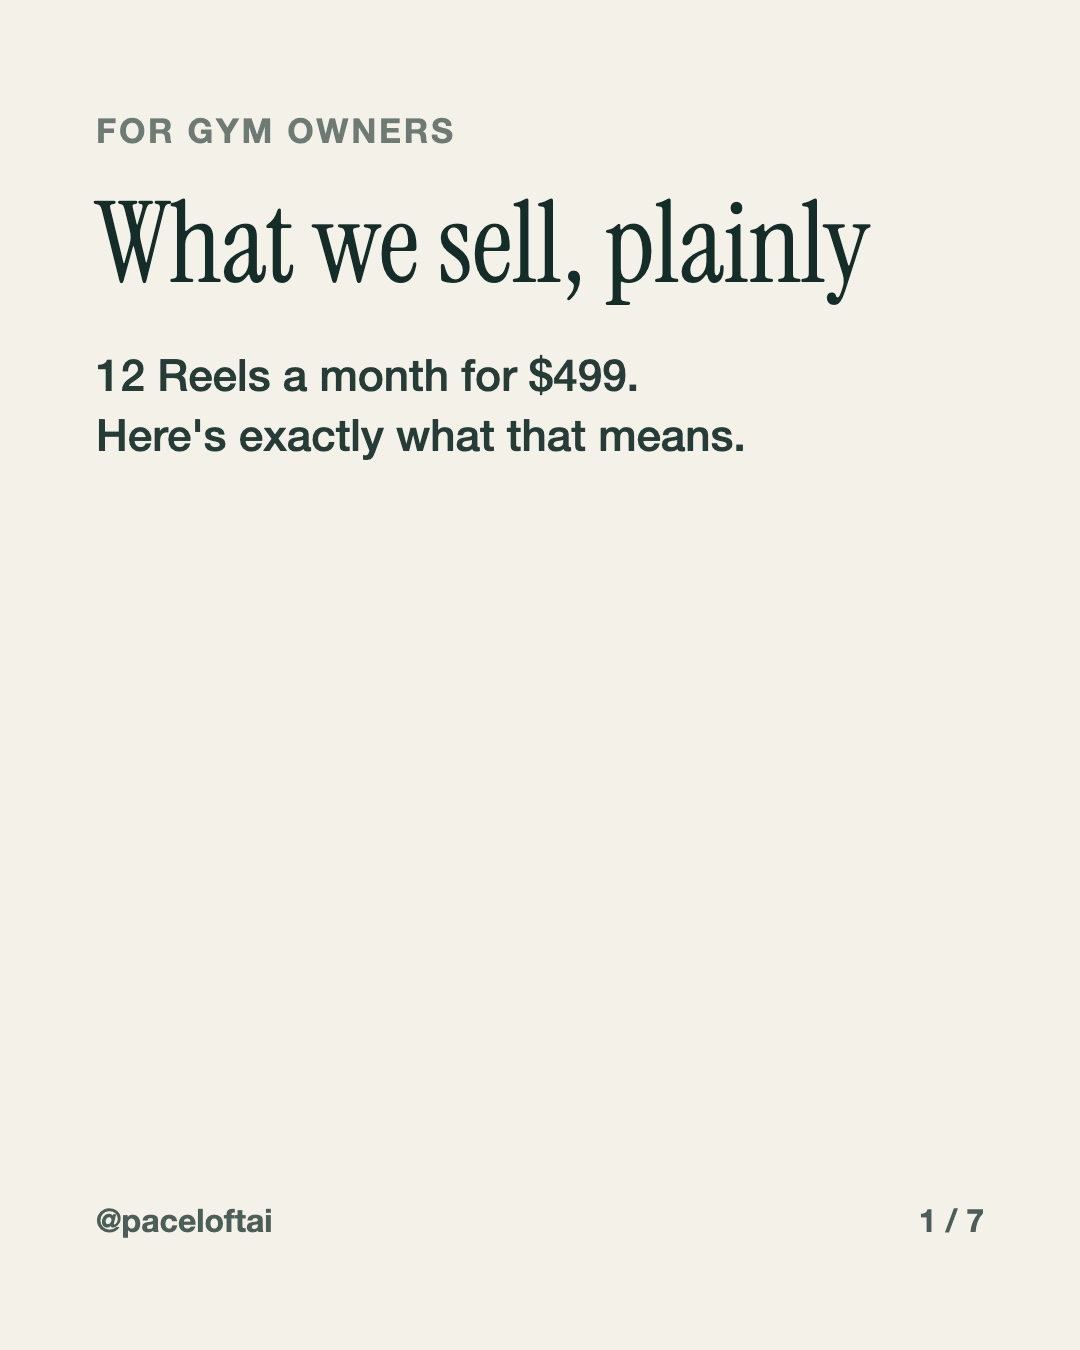 FOR GYM OWNERS
What we sell, plainly
12 Reels a month for $499.
Here's exactly what that means.
@paceloftai
1 / 7